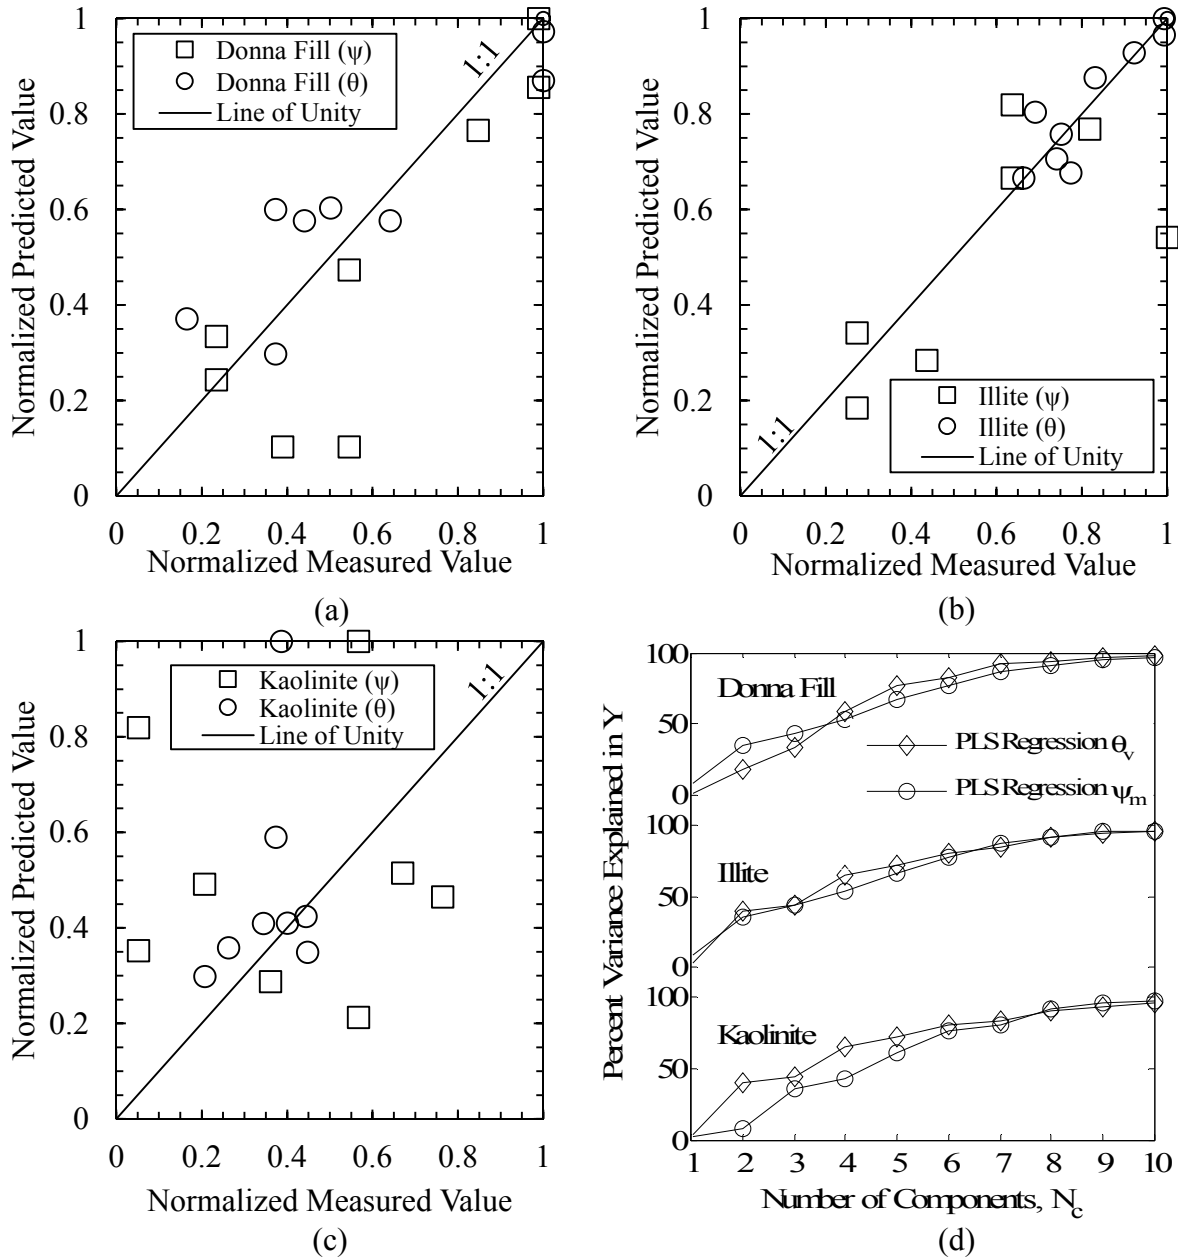 Normalized Predicted Value
1
0.8
0.6
0.4
0.2
0
Donna Fill (ψ)
Donna Fill (θ)
Line of Unity
1:1
0 0.2 0.4 0.6 0.8 1
Normalized Measured Value
(a)
Normalized Predicted Value
1
0.8
0.6
0.4
0.2
0
1:1
Illite (ψ)
Illite (θ)
Line of Unity
0 0.2 0.4 0.6 0.8 1
Normalized Measured Value
(b)
Normalized Predicted Value
1
0.8
0.6
0.4
0.2
0
Kaolinite (ψ)
Kaolinite (θ)
Line of Unity
1:1
0 0.2 0.4 0.6 0.8 1
Normalized Measured Value
(c)
Percent Variance Explained in Y
100
Donna Fill
50
PLS Regression θv
PLS Regression ψm
0
100
Illite
50
0
100
Kaolinite
50
0
1 2 3 4 5 6 7 8 9 10
Number of Components, Nc
(d)